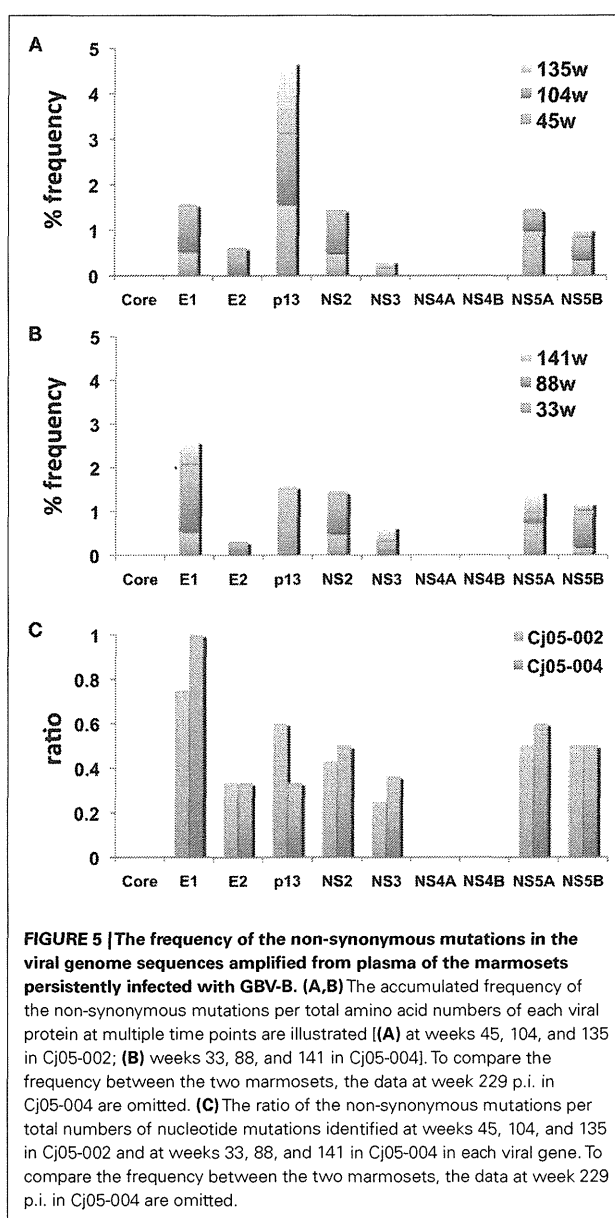 A
5
4
3
2
1
0
% frequency
135w
104w
45w
Core E1 E2 p13 NS2 NS3 NS4A NS4B NS5A NS5B
B
5
4
3
2
1
0
% frequency
141w
88w
33w
Core E1 E2 p13 NS2 NS3 NS4A NS4B NS5A NS5B
C
1
0.8
0.6
0.4
0.2
0
ratio
Cj05-002
Cj05-004
Core E1 E2 p13 NS2 NS3 NS4A NS4B NS5A NS5B
FIGURE 5 | The frequency of the non-synonymous mutations in the
viral genome sequences amplified from plasma of the marmosets
persistently infected with GBV-B. (A,B) The accumulated frequency of
the non-synonymous mutations per total amino acid numbers of each viral
protein at multiple time points are illustrated [(A) at weeks 45, 104, and 135
in Cj05-002; (B) weeks 33, 88, and 141 in Cj05-004]. To compare the
frequency between the two marmosets, the data at week 229 p.i. in
Cj05-004 are omitted. (C) The ratio of the non-synonymous mutations per
total numbers of nucleotide mutations identified at weeks 45, 104, and 135
in Cj05-002 and at weeks 33, 88, and 141 in Cj05-004 in each viral gene. To
compare the frequency between the two marmosets, the data at week 229
p.i. in Cj05-004 are omitted.